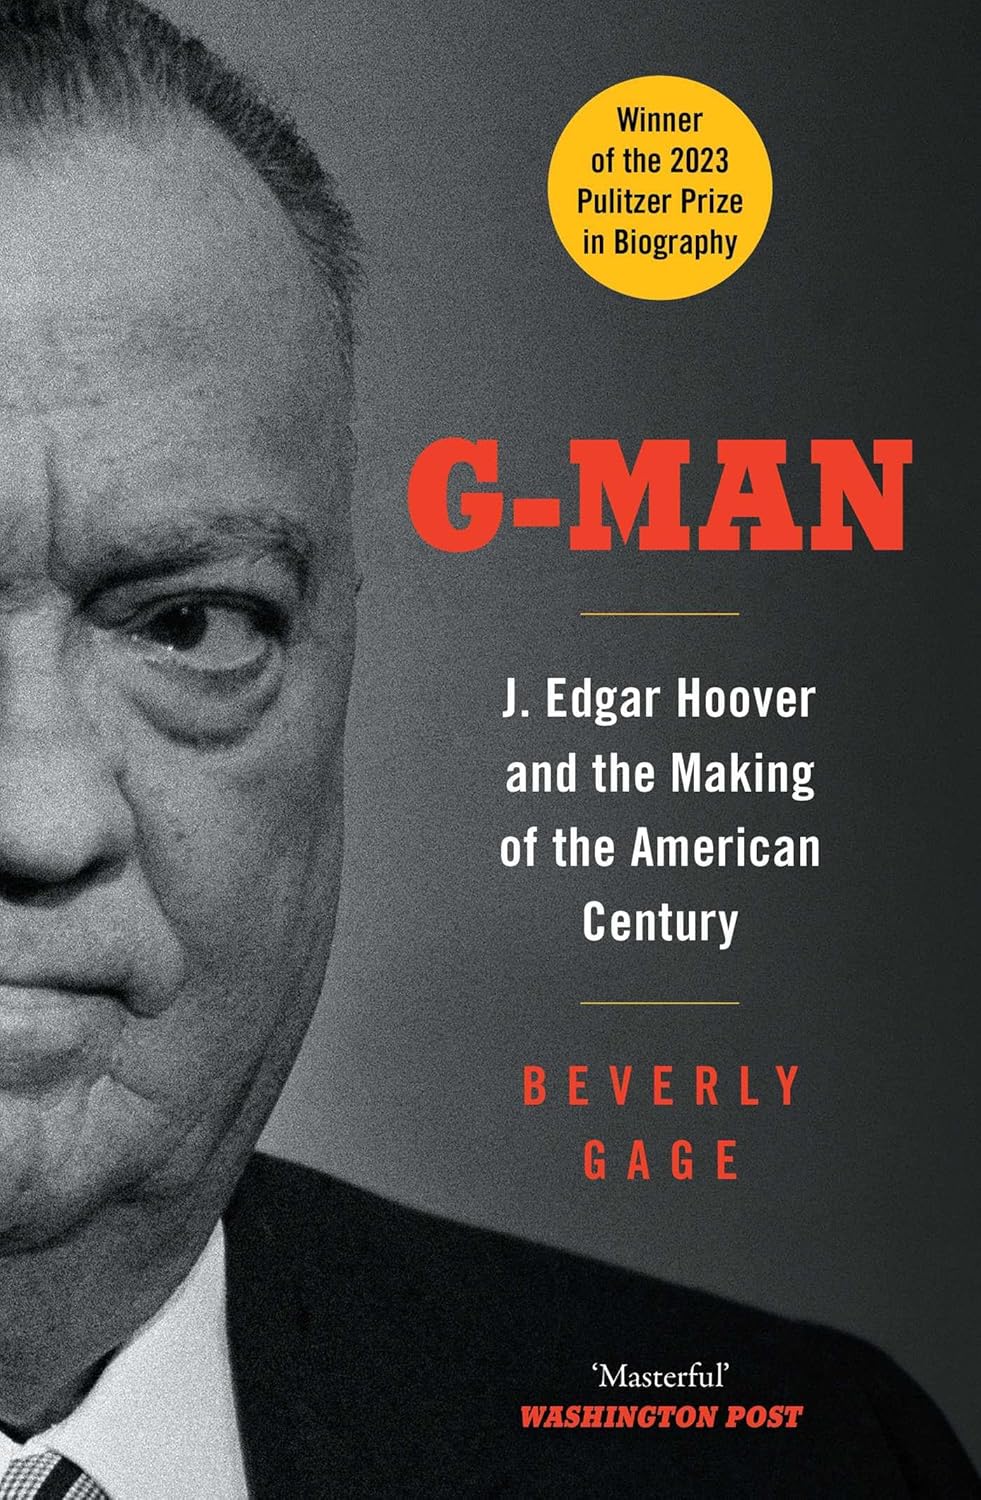 Winner
of the 2023
Pulitzer Prize
in Biography
G-MAN
J. Edgar Hoover
and the Making
of the American
Century
BEVERLY
GAGE
‘Masterful’
WASHINGTON POST